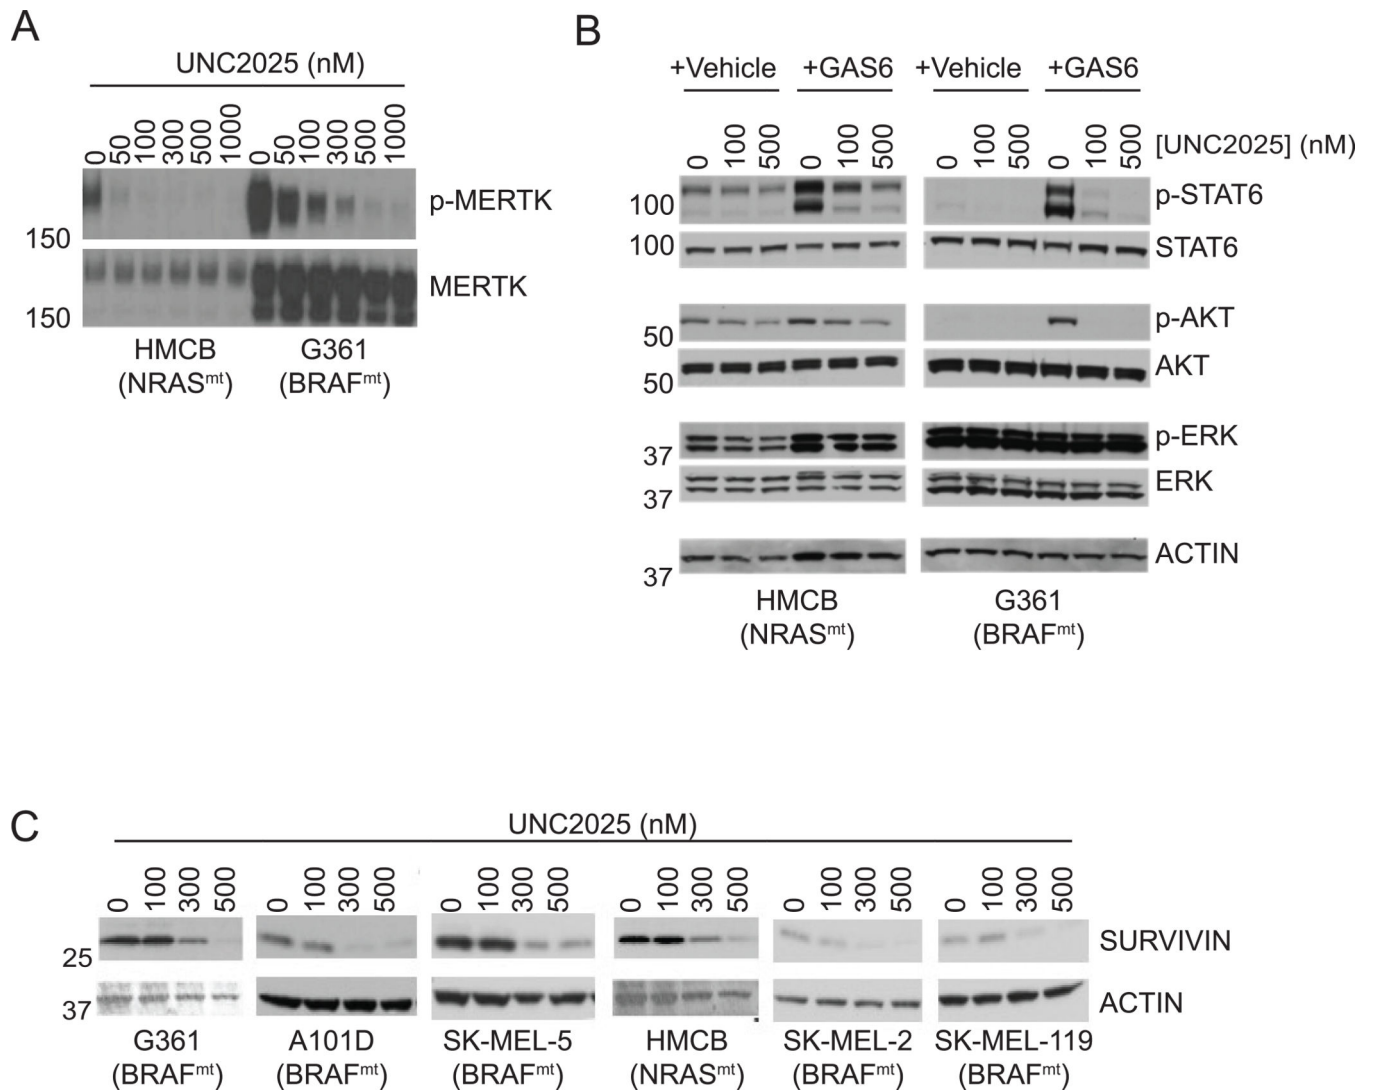 A
UNC2025 (nM)
0 50 100 300 500 1000 0 50 100 300 500 1000
p-MERTK
150
MERTK
150
HMCB G361
(NRASmt) (BRAFmt)
B
+Vehicle +GAS6 +Vehicle +GAS6
0 100 500 0 100 500 0 100 500 0 100 500 [UNC2025] (nM)
100 p-STAT6
100 STAT6
50 p-AKT
50 AKT
37 p-ERK
37 ERK
37 ACTIN
HMCB G361
(NRASmt) (BRAFmt)
C
UNC2025 (nM)
0 100 300 500 0 100 300 500 0 100 300 500 0 100 300 500 0 100 300 500 0 100 300 500
25 SURVIVIN
37 ACTIN
G361 A101D SK-MEL-5 HMCB SK-MEL-2 SK-MEL-119
(BRAFmt) (BRAFmt) (BRAFmt) (NRASmt) (BRAFmt) (BRAFmt)